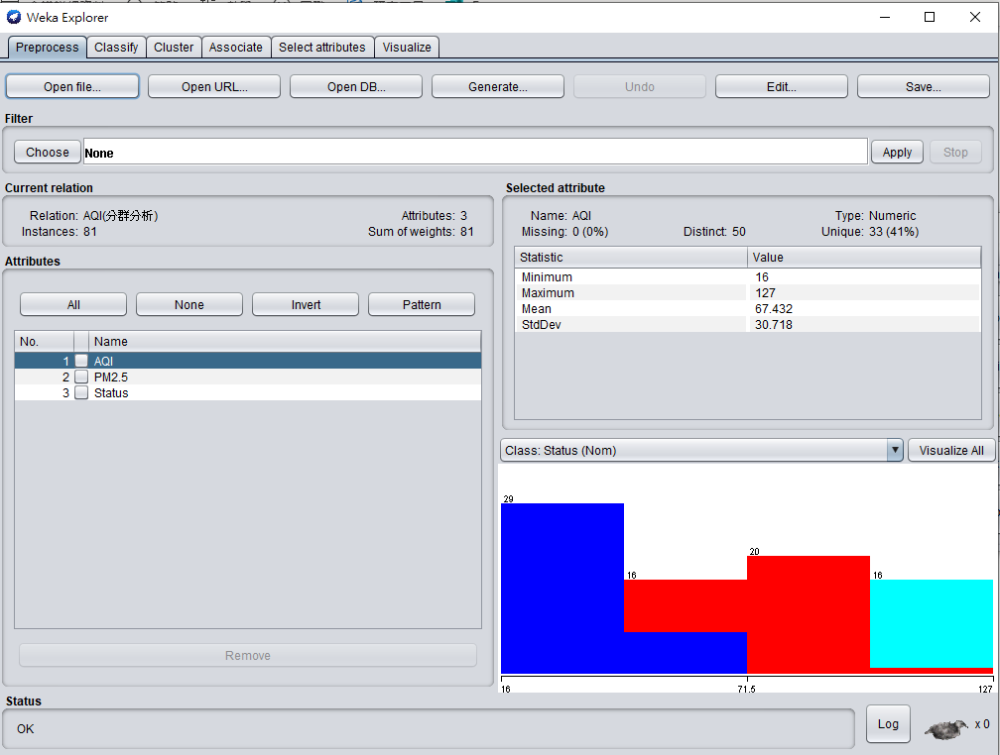 Weka Explorer
Preprocess Classify Cluster Associate Select attributes Visualize
Open file... Open URL... Open DB... Generate... Undo Edit... Save...
Filter
Choose None Apply Stop
Current relation
Relation: AQI(分群分析) Attributes: 3
Instances: 81 Sum of weights: 81
Attributes
All None Invert Pattern
No. Name
1 AQI
2 PM2.5
3 Status
Remove
Selected attribute
Name: AQI Type: Numeric
Missing: 0 (0%) Distinct: 50 Unique: 33 (41%)
Statistic Value
Minimum 16
Maximum 127
Mean 67.432
StdDev 30.718
Class: Status (Nom) Visualize All
29
16
20
16
16 71.5 127
Status
OK Log x 0